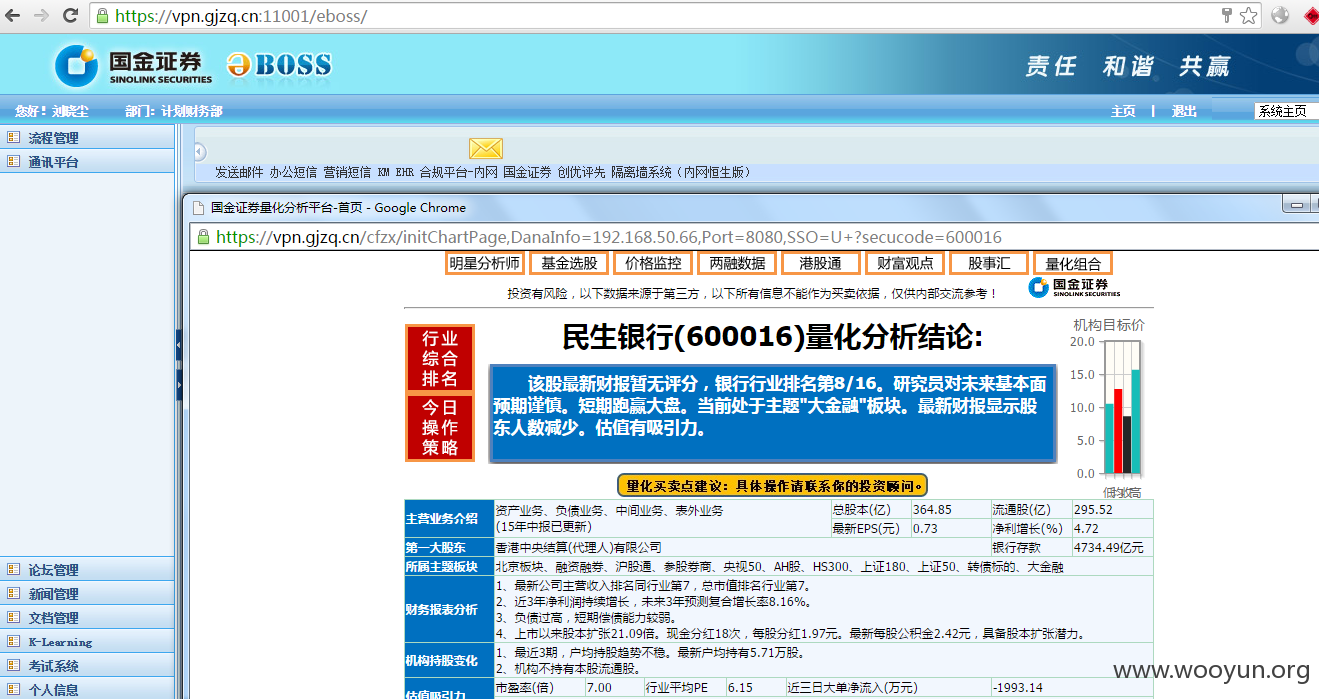 https://vpn.gjzq.cn:11001/eboss/
国金证券
SINOLINK SECURITIES
BOSS
责任 和谐 共赢
您好！刘晓尘 部门：计划财务部
主页 | 退出 系统主页
流程管理
通讯平台
发送邮件 办公短信 营销短信 KM EHR 合规平台-内网 国金证券 创优评先 隔离墙系统（内网恒生版）
国金证券量化分析平台-首页 - Google Chrome
https://vpn.gjzq.cn/cfzx/initChartPage,DanaInfo=192.168.50.66,Port=8080,SSO=U+?secucode=600016
明星分析师 基金选股 价格监控 两融数据 港股通 财富观点 股事汇 量化组合
投资有风险，以下数据来源于第三方，以下所有信息不能作为买卖依据，仅供内部交流参考！
国金证券
SINOLINK SECURITIES
行业
综合
排名
今日
操作
策略
民生银行(600016)量化分析结论:
该股最新财报暂无评分，银行行业排名第8/16。研究员对未来基本面
预期谨慎。短期跑赢大盘。当前处于主题"大金融"板块。最新财报显示股
东人数减少。估值有吸引力。
机构目标价
20.0
15.0
10.0
5.0
0.0
量化买卖点建议：具体操作请联系你的投资顾问。
主营业务介绍 资产业务、负债业务、中间业务、表外业务
(15年中报已更新)
总股本(亿) 364.85 流通股(亿) 295.52
最新EPS(元) 0.73 净利增长(%) 4.72
第一大股东 香港中央结算(代理人)有限公司 银行存款 4734.49亿元
所属主题板块 北京板块、融资融券、沪股通、参股券商、央视50、AH股、HS300、上证180、上证50、转债标的、大金融
财务报表分析
1、最新公司主营收入排名同行业第7，总市值排名行业第7。
2、近3年净利润持续增长，未来3年预测复合增长率8.16%。
3、负债过高，短期偿债能力较弱。
4、上市以来股本扩张21.09倍。现金分红18次，每股分红1.97元。最新每股公积金2.42元，具备股本扩张潜力。
机构持股变化
1、最近3期，户均持股趋势不稳。最新户均持有5.71万股。
2、机构不持有本股流通股。
估值吸引力 市盈率(倍) 7.00 行业平均PE 6.15 近三日大单净流入(万元) -1993.14
论坛管理
新闻管理
文档管理
K-Learning
考试系统
个人信息
www.wooyun.org